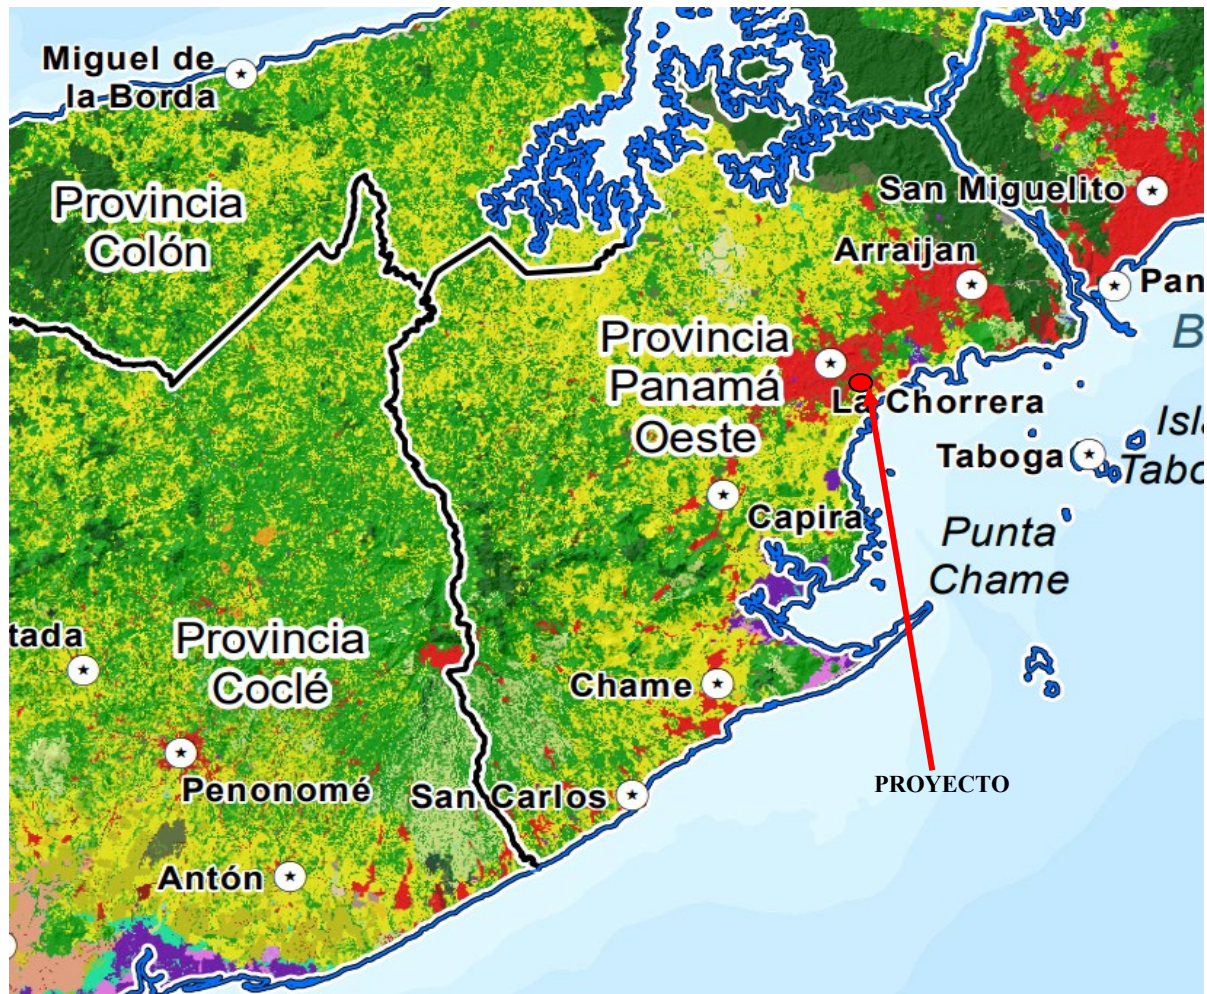 Miguel de
la Borda
Provincia
Colón
San Miguelito
Arraijan
Pan
B
Provincia
Panamá
Oeste
La Chorrera
Isla
Taboga
Tabo
Capira
Punta
Chame
tada
Provincia
Coclé
Chame
PROYECTO
Penonomé
San Carlos
Antón